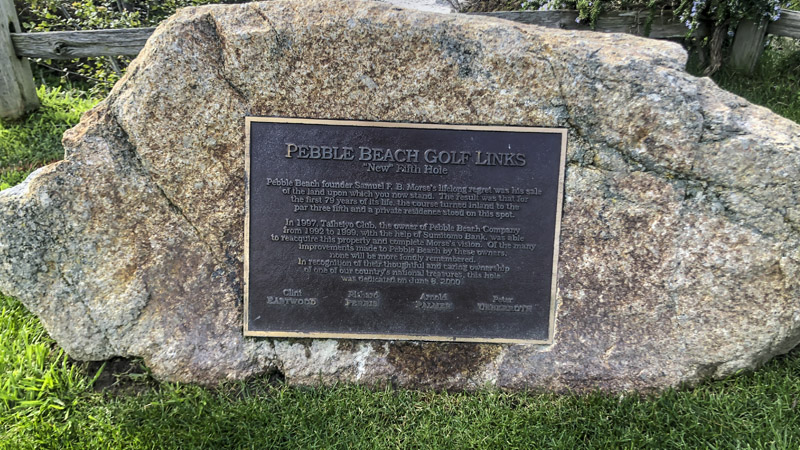 PEBBLE BEACH GOLF LINKS
"New" Fifth Hole
Pebble Beach founder Samuel F. B. Morse's lifelong regret was his sale
of the land upon which you now stand. The result was that for
the first 79 years of its life, the course turned inland to the
par three fifth and a private residence stood on this spot.
In 1997, Taiheiyo Club, the owner of Pebble Beach Company
from 1992 to 1999, with the help of Sumitomo Bank, was able
to reacquire this property and complete Morse's vision. Of the many
improvements made to Pebble Beach by these owners,
none will be more fondly remembered.
In recognition of their thoughtful and caring ownership
of one of our country's national treasures, this hole
was dedicated on June 8, 2000
Clint Richard Arnold Peter
EASTWOOD FERRIS PALMER UEBERROTH